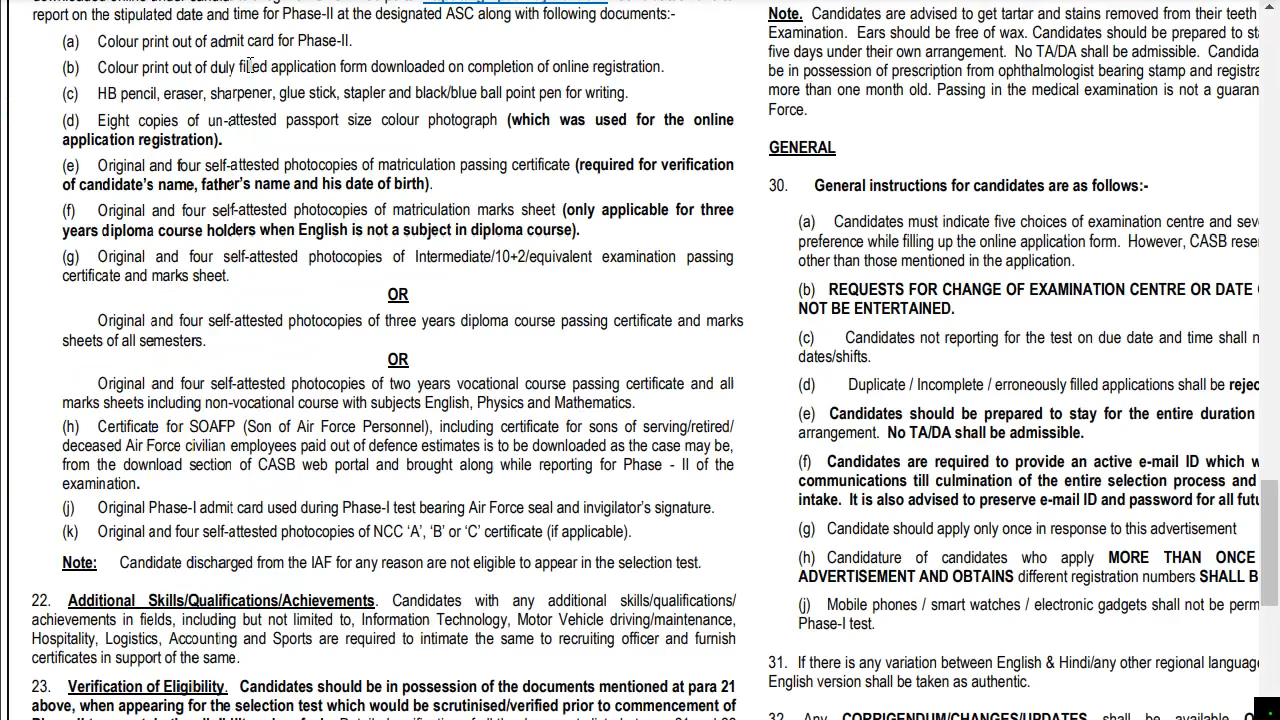 report on the stipulated date and time for Phase-II at the designated ASC along with following documents:-
(a) Colour print out of admit card for Phase-II.
(b) Colour print out of duly filled application form downloaded on completion of online registration.
(c) HB pencil, eraser, sharpener, glue stick, stapler and black/blue ball point pen for writing.
(d) Eight copies of un-attested passport size colour photograph (which was used for the online
application registration).
(e) Original and four self-attested photocopies of matriculation passing certificate (required for verification
of candidate's name, father's name and his date of birth).
(f) Original and four self-attested photocopies of matriculation marks sheet (only applicable for three
years diploma course holders when English is not a subject in diploma course).
(g) Original and four self-attested photocopies of Intermediate/10+2/equivalent examination passing
certificate and marks sheet.
OR
Original and four self-attested photocopies of three years diploma course passing certificate and marks
sheets of all semesters.
OR
Original and four self-attested photocopies of two years vocational course passing certificate and all
marks sheets including non-vocational course with subjects English, Physics and Mathematics.
(h) Certificate for SOAFP (Son of Air Force Personnel), including certificate for sons of serving/retired/
deceased Air Force civilian employees paid out of defence estimates is to be downloaded as the case may be,
from the download section of CASB web portal and brought along while reporting for Phase - II of the
examination.
(j) Original Phase-I admit card used during Phase-I test bearing Air Force seal and invigilator's signature.
(k) Original and four self-attested photocopies of NCC 'A', 'B' or 'C' certificate (if applicable).
Note: Candidate discharged from the IAF for any reason are not eligible to appear in the selection test.
22. Additional Skills/Qualifications/Achievements. Candidates with any additional skills/qualifications/
achievements in fields, including but not limited to, Information Technology, Motor Vehicle driving/maintenance,
Hospitality, Logistics, Accounting and Sports are required to intimate the same to recruiting officer and furnish
certificates in support of the same.
23. Verification of Eligibility. Candidates should be in possession of the documents mentioned at para 21
above, when appearing for the selection test which would be scrutinised/verified prior to commencement of
Note. Candidates are advised to get tartar and stains removed from their teeth
Examination. Ears should be free of wax. Candidates should be prepared to
five days under their own arrangement. No TA/DA shall be admissible.
be in possession of prescription from ophthalmologist bearing stamp and
more than one month old. Passing in the medical examination is not a
Force.
GENERAL
30. General instructions for candidates are as follows:-
(a) Candidates must indicate five choices of examination centre and
preference while filling up the online application form. However, CASB
other than those mentioned in the application.
(b) REQUESTS FOR CHANGE OF EXAMINATION CENTRE OR DATE
NOT BE ENTERTAINED.
(c) Candidates not reporting for the test on due date and time shall
dates/shifts.
(d) Duplicate / Incomplete / erroneously filled applications shall be
(e) Candidates should be prepared to stay for the entire duration
arrangement. No TA/DA shall be admissible.
(f) Candidates are required to provide an active e-mail ID which
communications till culmination of the entire selection process and
intake. It is also advised to preserve e-mail ID and password for all
(g) Candidate should apply only once in response to this advertisement
(h) Candidature of candidates who apply MORE THAN ONCE
ADVERTISEMENT AND OBTAINS different registration numbers SHALL
(j) Mobile phones / smart watches / electronic gadgets shall not be
Phase-I test.
31. If there is any variation between English & Hindi/any other regional
English version shall be taken as authentic.
32. Any CORRIGENDUM/CHANGES/UPDATES shall be available